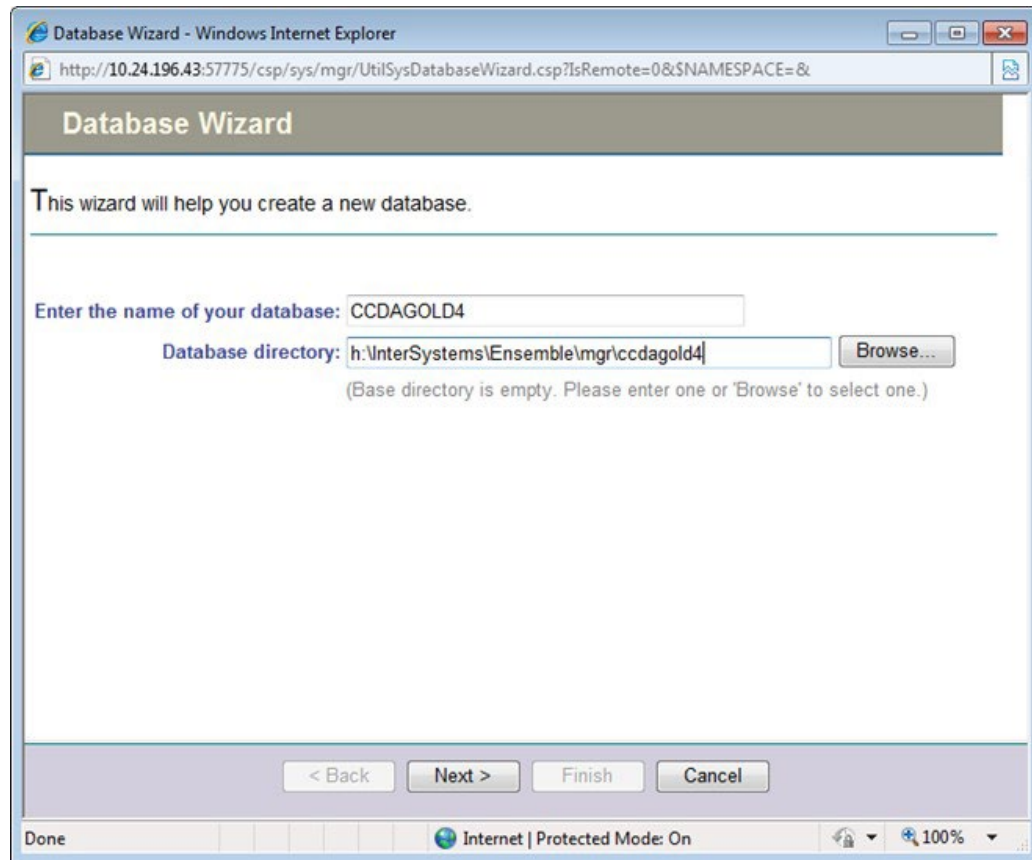 Database Wizard - Windows Internet Explorer
http://10.24.196.43:57775/csp/sys/mgr/UtilSysDatabaseWizard.csp?IsRemote=0&$NAMESPACE=&
Database Wizard
This wizard will help you create a new database.
Enter the name of your database: CCDAGOLD4
Database directory: h:\InterSystems\Ensemble\mgr\ccdagold4 Browse...
(Base directory is empty. Please enter one or 'Browse' to select one.)
< Back Next > Finish Cancel
Done Internet | Protected Mode: On 100%